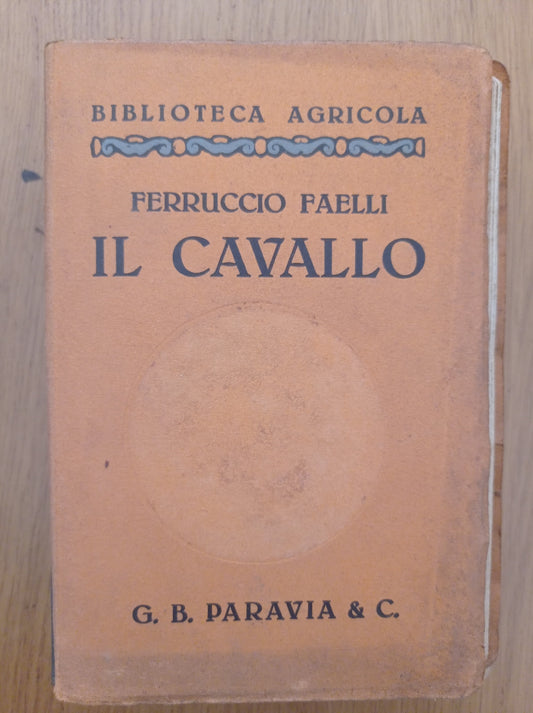 BIBLIOTECA AGRICOLA
FERRUCCIO FAELLI
IL CAVALLO
G. B. PARAVIA & C.